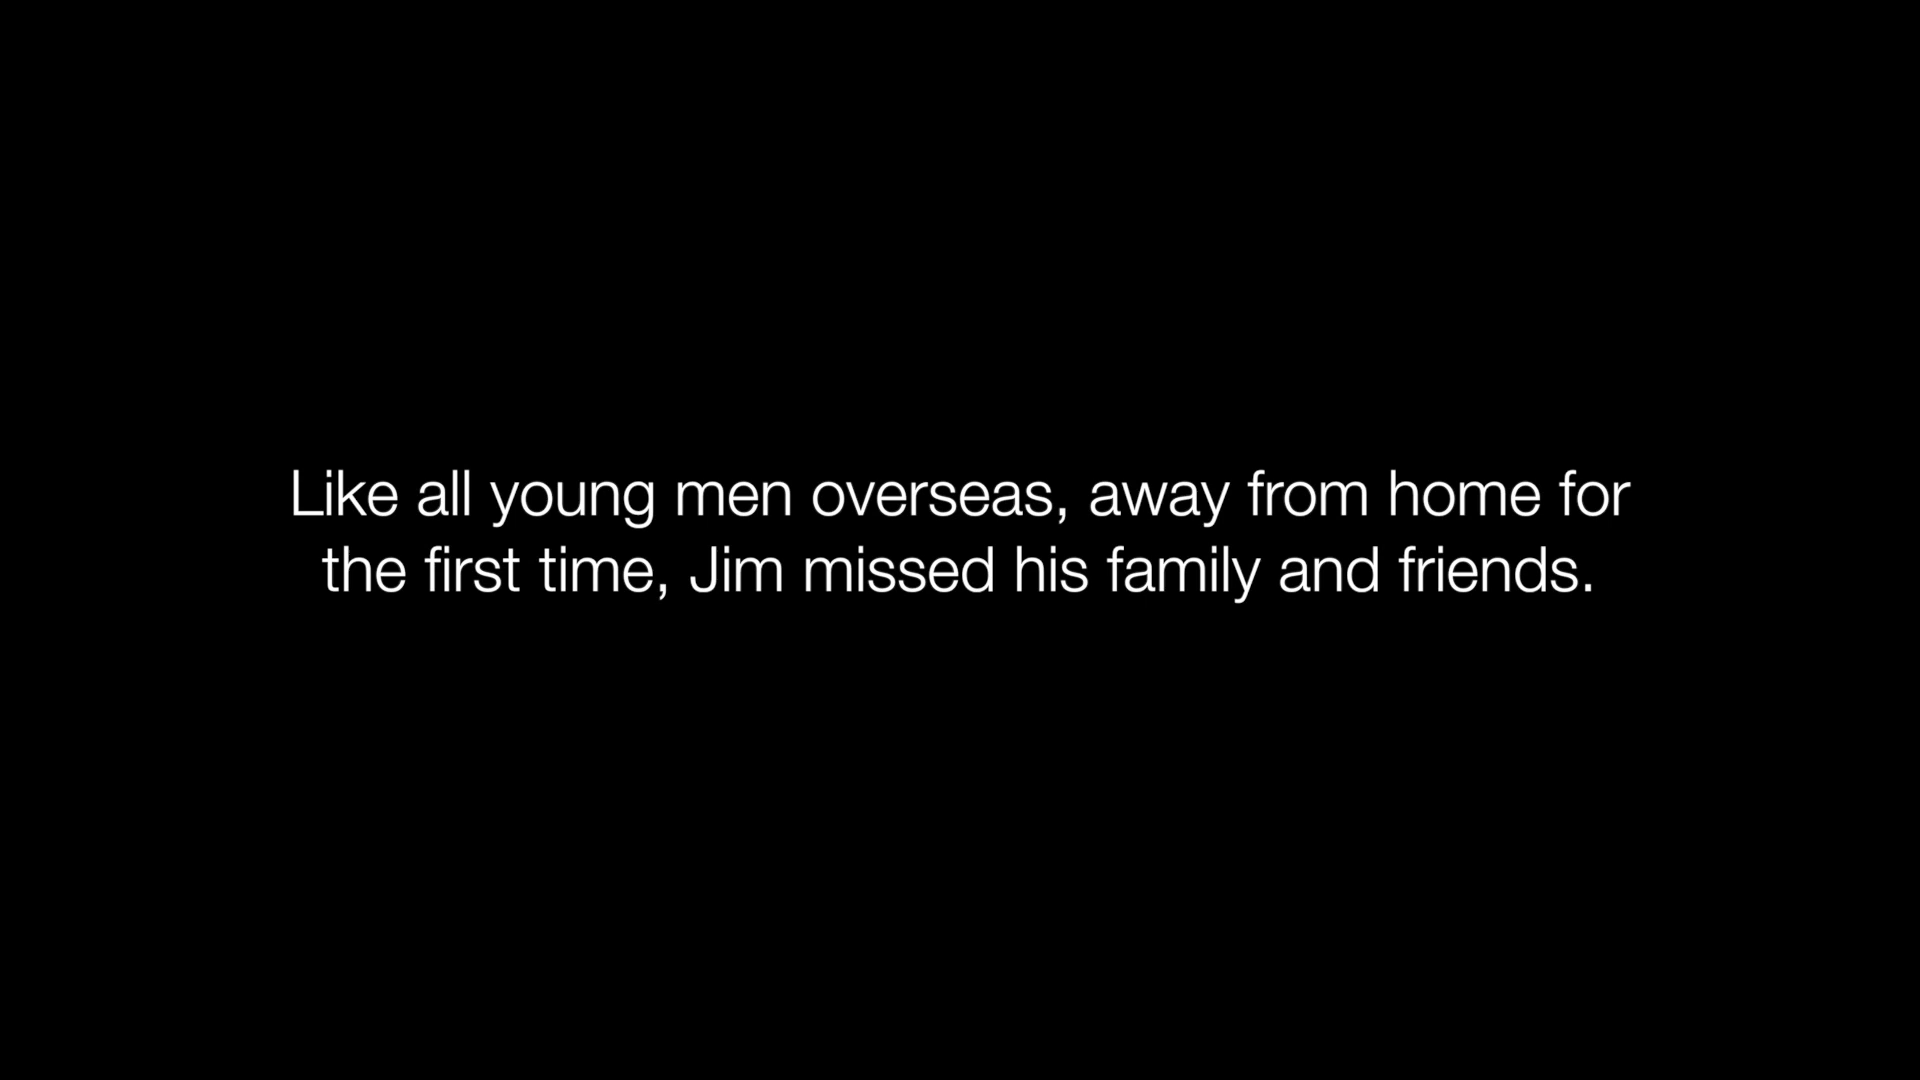 Like all young men overseas, away from home for
the first time, Jim missed his family and friends.